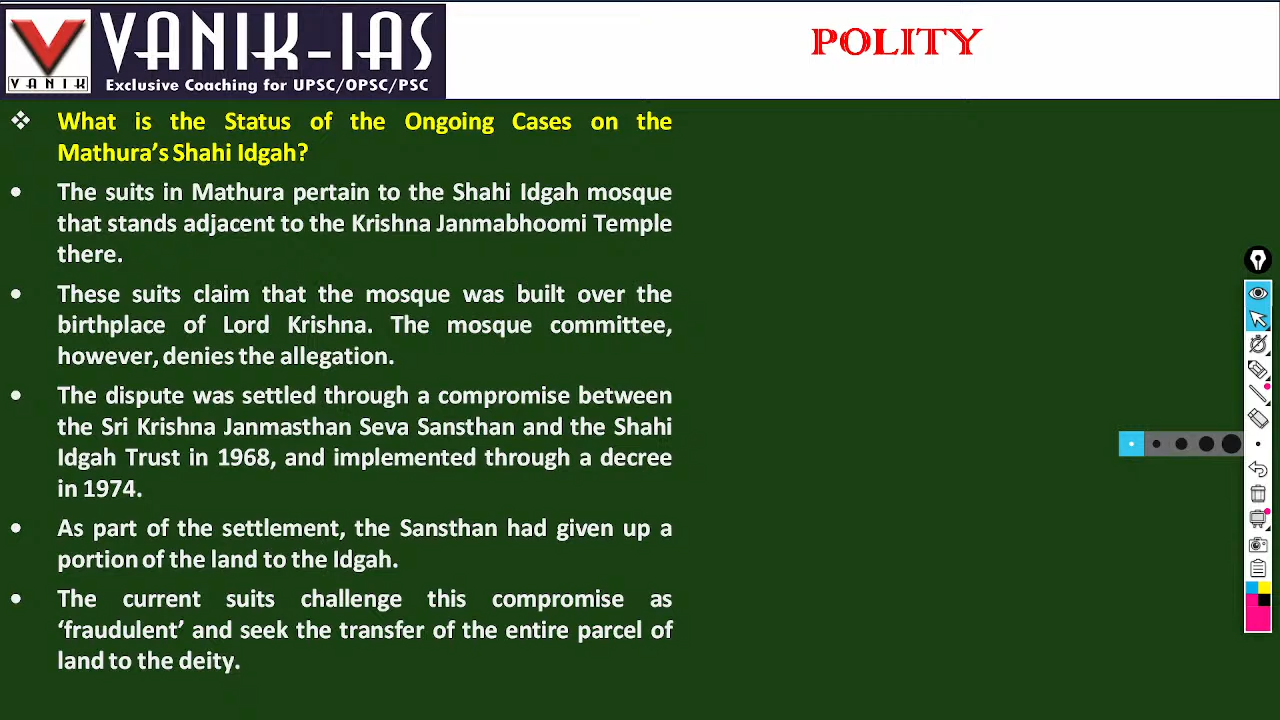 VANIK-IAS
VANIK
Exclusive Coaching for UPSC/OPSC/PSC
POLITY
What is the Status of the Ongoing Cases on the
Mathura’s Shahi Idgah?
The suits in Mathura pertain to the Shahi Idgah mosque
that stands adjacent to the Krishna Janmabhoomi Temple
there.
These suits claim that the mosque was built over the
birthplace of Lord Krishna. The mosque committee,
however, denies the allegation.
The dispute was settled through a compromise between
the Sri Krishna Janmasthan Seva Sansthan and the Shahi
Idgah Trust in 1968, and implemented through a decree
in 1974.
As part of the settlement, the Sansthan had given up a
portion of the land to the Idgah.
The current suits challenge this compromise as
‘fraudulent’ and seek the transfer of the entire parcel of
land to the deity.